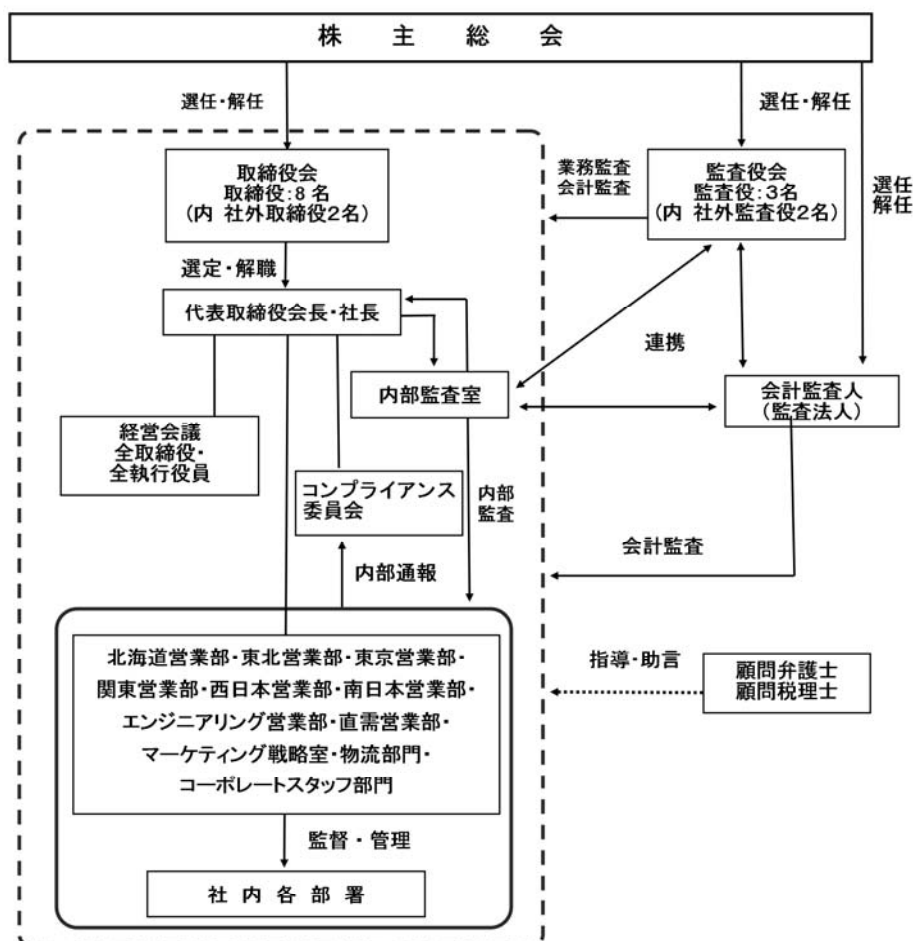 株主総会
選任・解任
選任・解任
選任
解任
取締役会
取締役：8名
（内 社外取締役2名）
業務監査
会計監査
監査役会
監査役：3名
（内 社外監査役2名）
選定・解職
代表取締役会長・社長
連携
内部監査室
会計監査人
（監査法人）
経営会議
全取締役・
全執行役員
コンプライアンス
委員会
内部
監査
会計監査
内部通報
北海道営業部・東北営業部・東京営業部・
関東営業部・西日本営業部・南日本営業部・
エンジニアリング営業部・直需営業部・
マーケティング戦略室・物流部門・
コーポレートスタッフ部門
指導・助言
顧問弁護士
顧問税理士
監督・管理
社内各部署